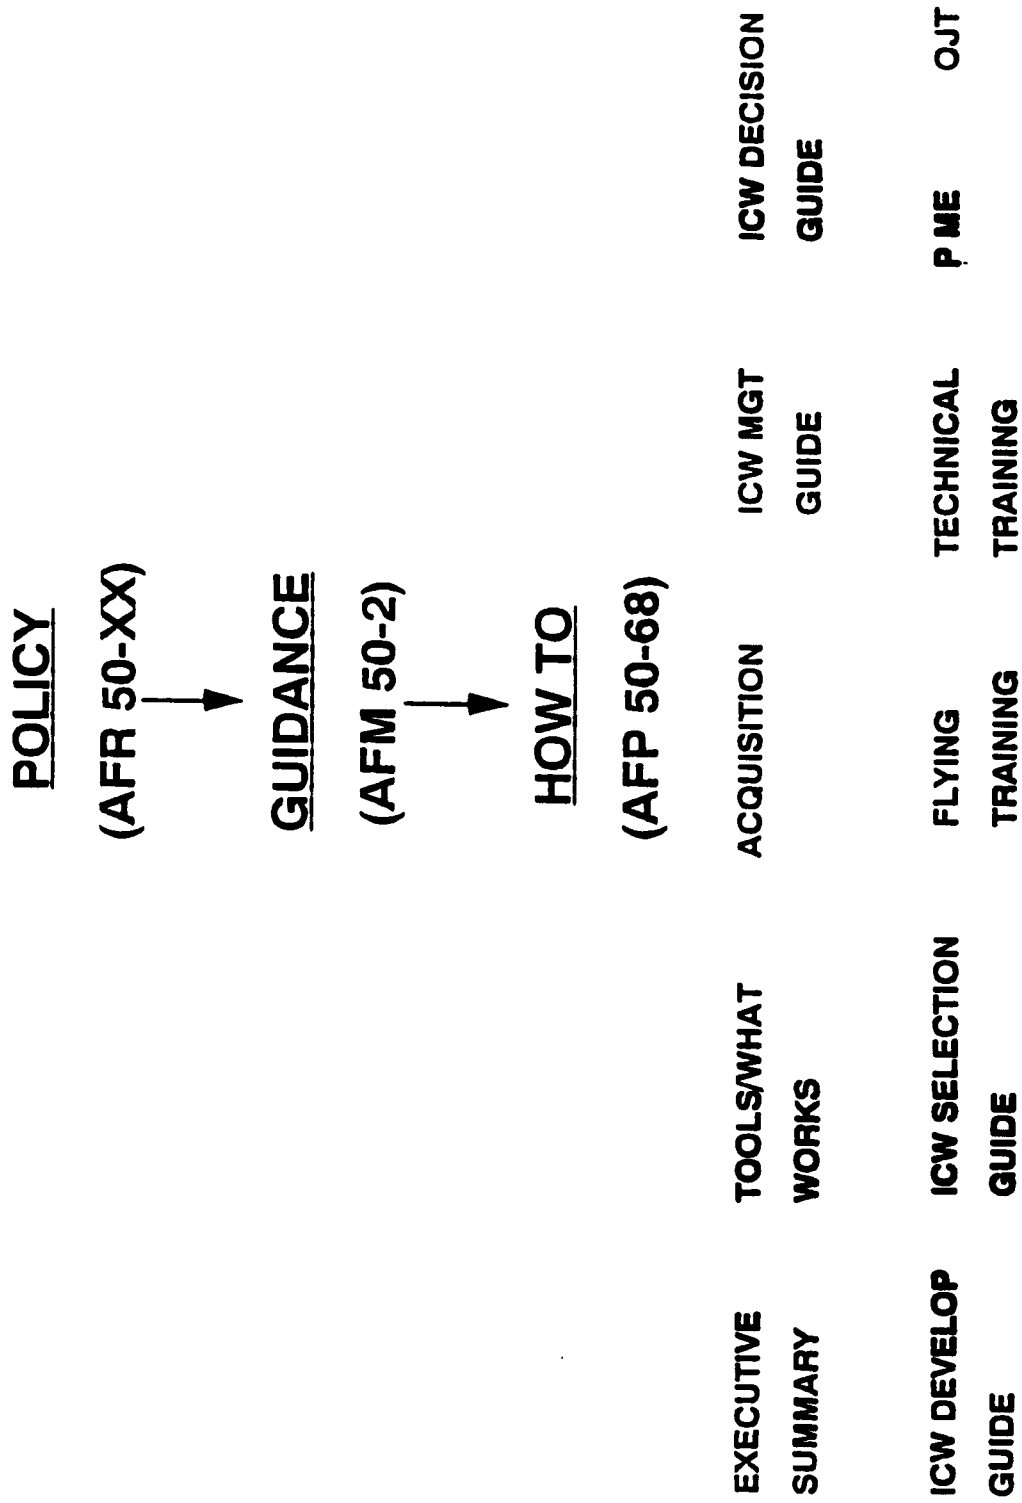 POLICY
(AFR 50-XX)
GUIDANCE
(AFM 50-2)
HOW TO
(AFP 50-68)
EXECUTIVE
SUMMARY
TOOLS/WHAT
WORKS
ACQUISITION
ICW MGT
GUIDE
ICW DECISION
GUIDE
ICW DEVELOP
GUIDE
ICW SELECTION
GUIDE
FLYING
TRAINING
TECHNICAL
TRAINING
P ME
OJT